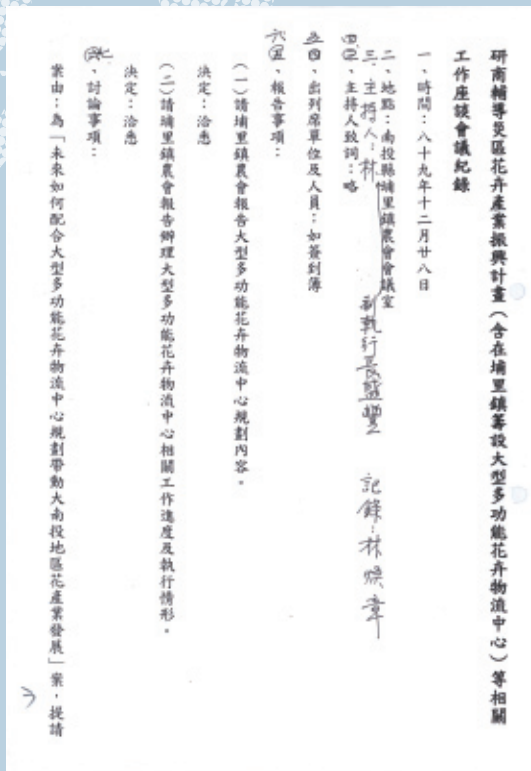 研商輔導災區花卉產業振興計畫（含在埔里鎮籌設大型多功能花卉物流中心）等相關
工作座談會議紀錄
一、時間：八十九年十二月廿八日
二、地點：南投縣埔里鎮農會會議室
三、主持人：林 副執行長 記錄：林
四、主持人致詞：略
五、出列席單位及人員：如簽到簿
六、報告事項：
（一）請埔里鎮農會報告大型多功能花卉物流中心規劃內容。
決定：洽悉
（二）請埔里鎮農會報告辦理大型多功能花卉物流中心相關工作進度及執行情形。
決定：洽悉
七、討論事項：
案由：為「未來如何配合大型多功能花卉物流中心規劃帶動大南投地區花產業發展」案，提請